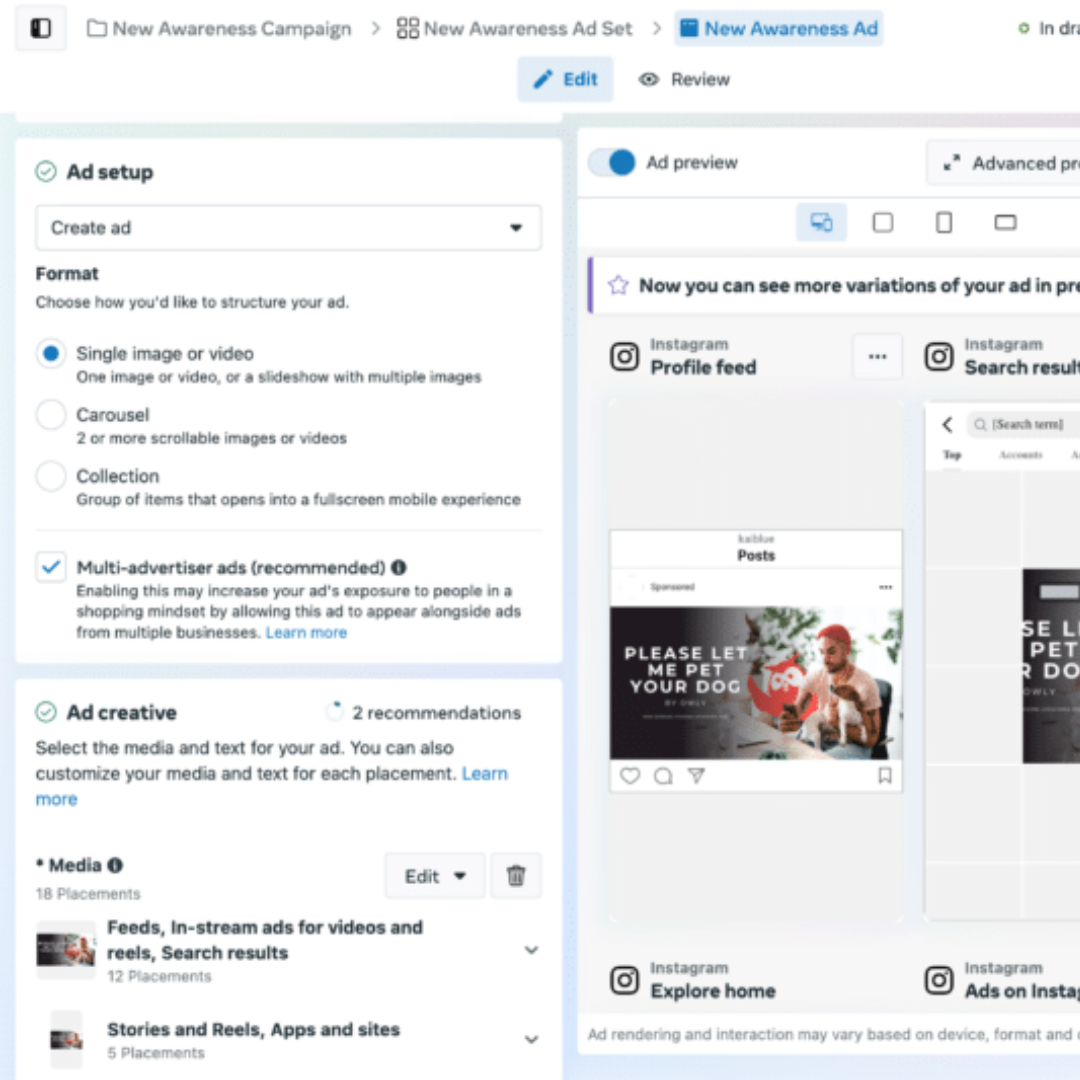 New Awareness Campaign > New Awareness Ad Set > New Awareness Ad
In dra
Edit
Review
Ad setup
Create ad
Format
Choose how you'd like to structure your ad.
Single image or video
One image or video, or a slideshow with multiple images
Carousel
2 or more scrollable images or videos
Collection
Group of items that opens into a fullscreen mobile experience
Multi-advertiser ads (recommended)
Enabling this may increase your ad's exposure to people in a
shopping mindset by allowing this ad to appear alongside ads
from multiple businesses. Learn more
Ad creative
2 recommendations
Select the media and text for your ad. You can also
customize your media and text for each placement. Learn
more
* Media
18 Placements
Edit
Feeds, In-stream ads for videos and
reels, Search results
12 Placements
Stories and Reels, Apps and sites
5 Placements
Ad preview
Advanced pre
Now you can see more variations of your ad in pre
Instagram
Profile feed
kaiblue
Posts
Sponsored
PLEASE LET
ME PET
YOUR DOG
BY OWLY
Instagram
Search result
[Search term]
Top
Accounts
SE L
PET
R DO
OWLY
Instagram
Explore home
Instagram
Ads on Instag
Ad rendering and interaction may vary based on device, format and